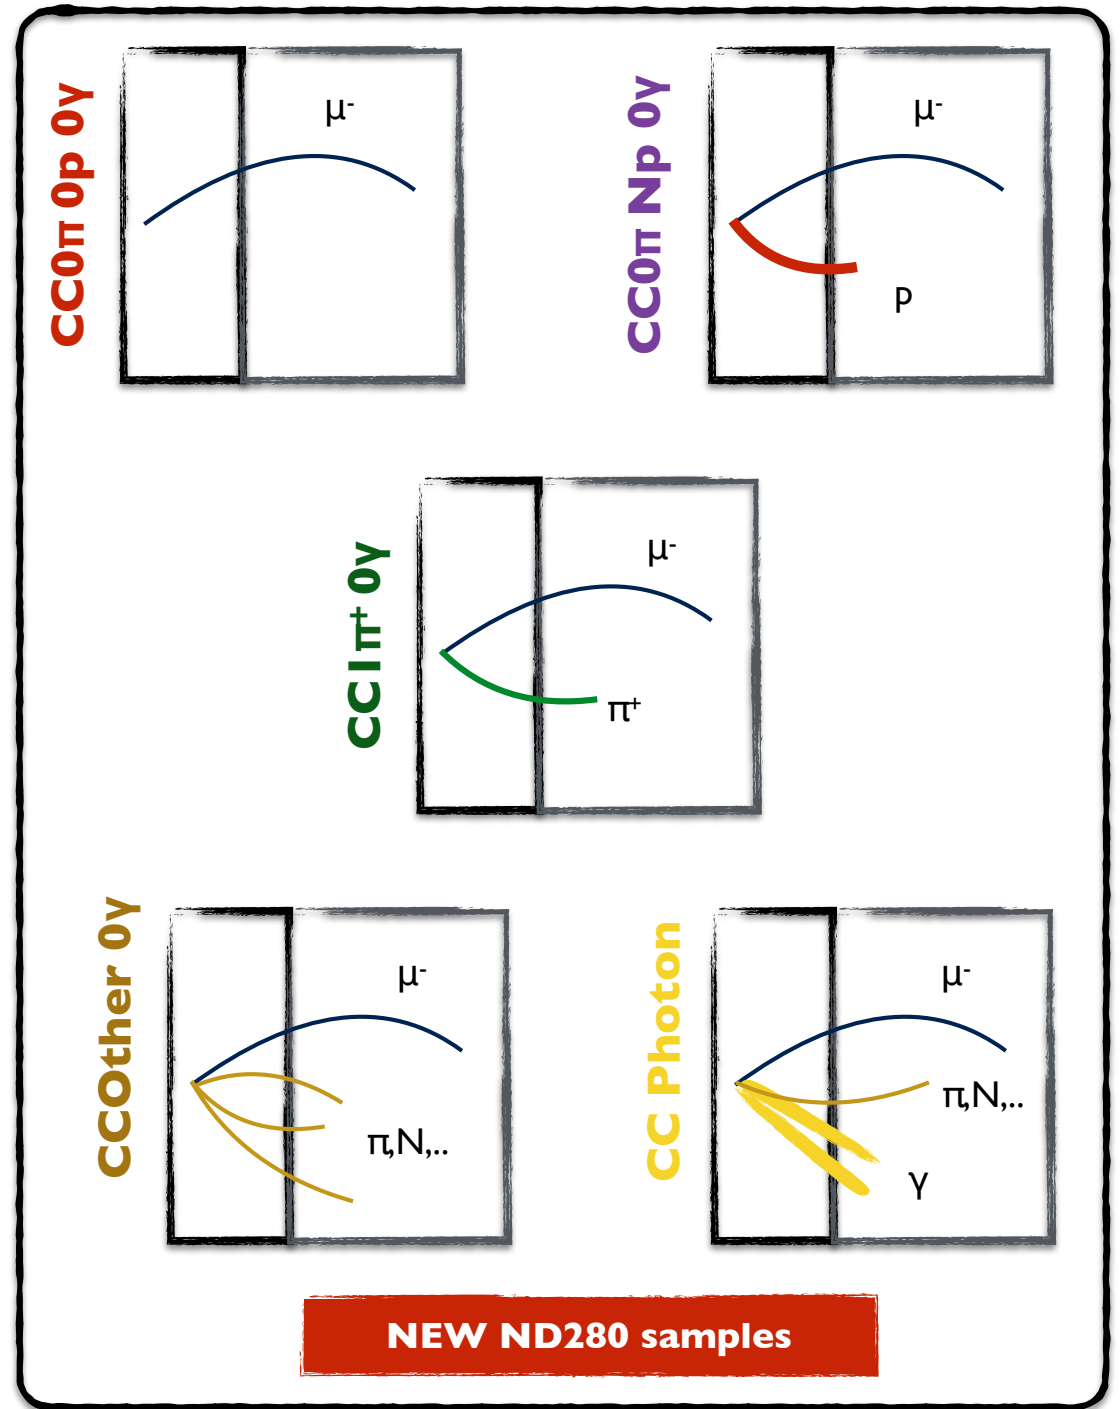 CC0π 0p 0γ
μ-
CC0π Np 0γ
μ-
p
CC1π+ 0γ
μ-
π+
CCOther 0γ
μ-
π,N,..
CC Photon
μ-
π,N,..
γ
NEW ND280 samples